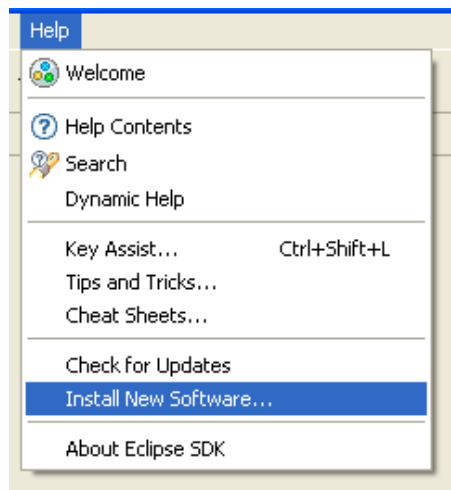 Help
Welcome
Help Contents
Search
Dynamic Help
Key Assist... Ctrl+Shift+L
Tips and Tricks...
Cheat Sheets...
Check for Updates
Install New Software...
About Eclipse SDK